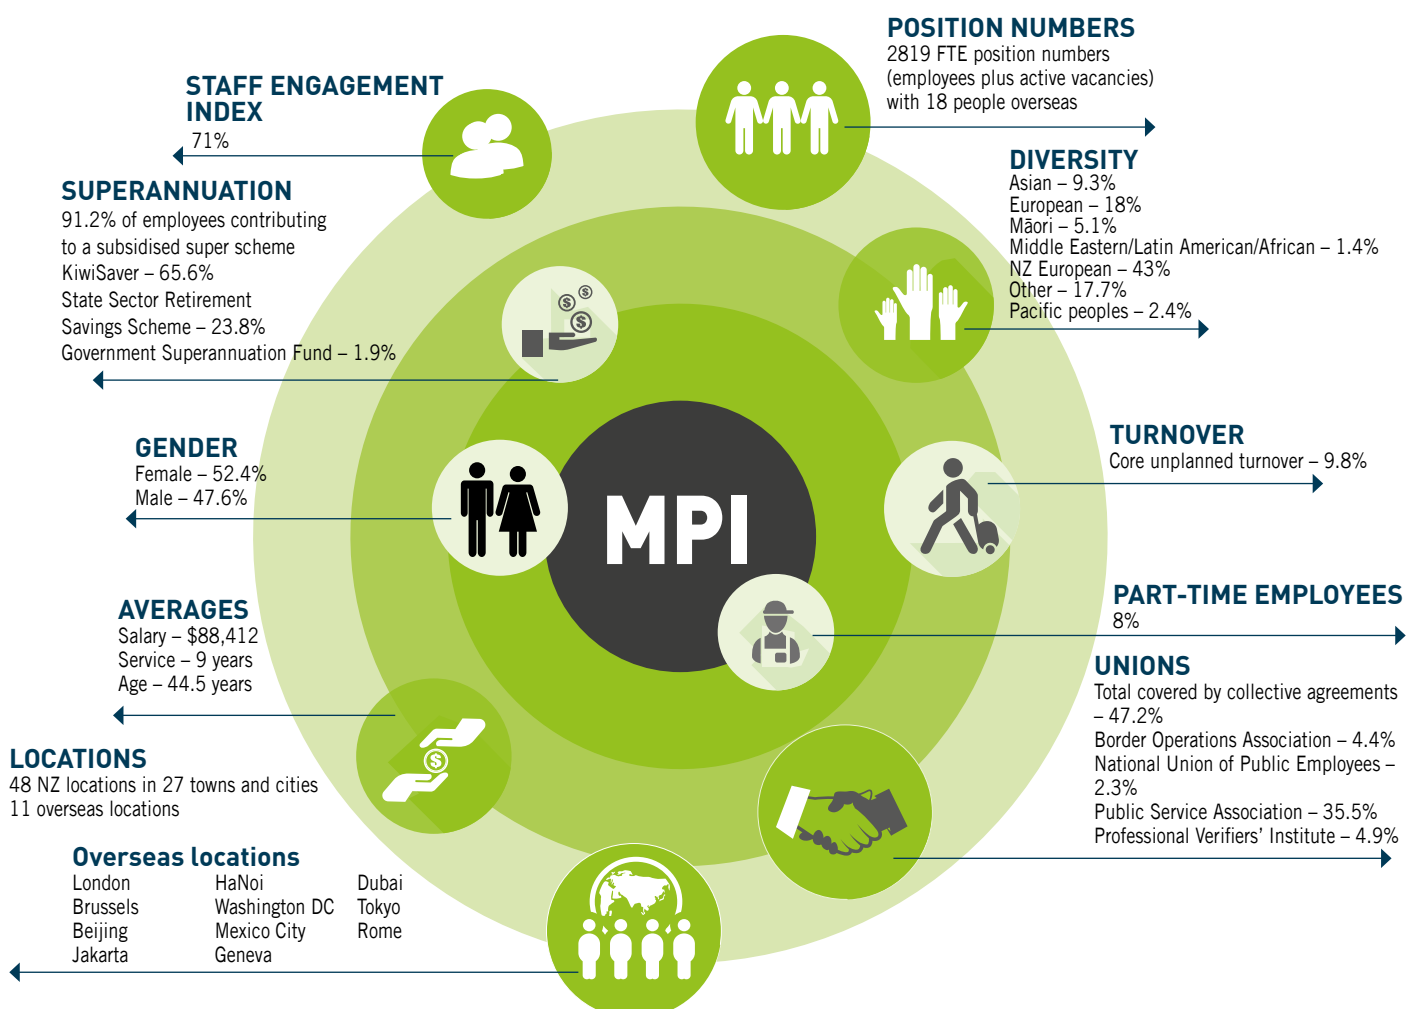 STAFF ENGAGEMENT
INDEX
71%
SUPERANNUATION
91.2% of employees contributing
to a subsidised super scheme
KiwiSaver – 65.6%
State Sector Retirement
Savings Scheme – 23.8%
Government Superannuation Fund – 1.9%
GENDER
Female – 52.4%
Male – 47.6%
AVERAGES
Salary – $88,412
Service – 9 years
Age – 44.5 years
LOCATIONS
48 NZ locations in 27 towns and cities
11 overseas locations
Overseas locations
London
Brussels
Beijing
Jakarta
HaNoi
Washington DC
Mexico City
Geneva
Dubai
Tokyo
Rome
MPI
$
$
$
$
POSITION NUMBERS
2819 FTE position numbers
(employees plus active vacancies)
with 18 people overseas
DIVERSITY
Asian – 9.3%
European – 18%
Māori – 5.1%
Middle Eastern/Latin American/African – 1.4%
NZ European – 43%
Other – 17.7%
Pacific peoples – 2.4%
TURNOVER
Core unplanned turnover – 9.8%
PART-TIME EMPLOYEES
8%
UNIONS
Total covered by collective agreements
– 47.2%
Border Operations Association – 4.4%
National Union of Public Employees –
2.3%
Public Service Association – 35.5%
Professional Verifiers’ Institute – 4.9%